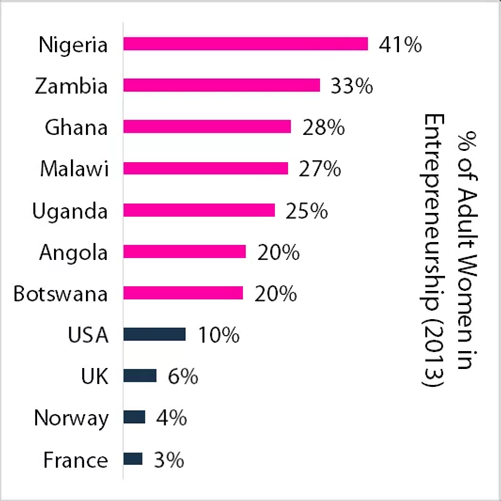 Nigeria 41%
Zambia 33%
Ghana 28%
Malawi 27%
Uganda 25%
Angola 20%
Botswana 20%
USA 10%
UK 6%
Norway 4%
France 3%
% of Adult Women in
Entrepreneurship (2013)